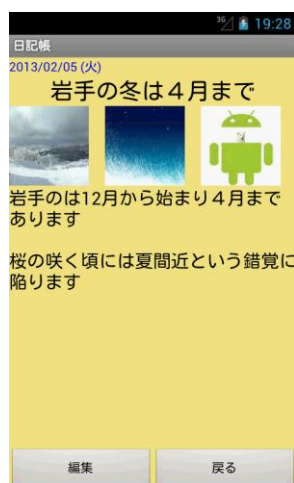 3G 19:28
日記帳
2013/02/05 (火)
岩手の冬は４月まで
岩手のは12月から始まり４月まで
あります
桜の咲く頃には夏間近という錯覚に
陥ります
編集 戻る